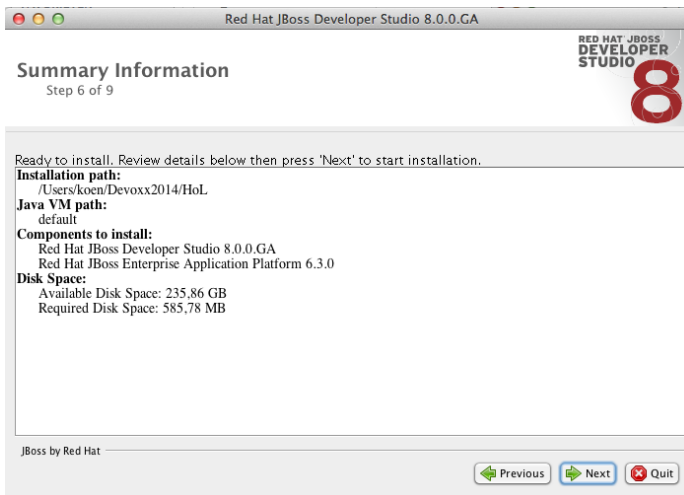 Red Hat JBoss Developer Studio 8.0.0.GA
RED HAT JBOSS
DEVELOPER
STUDIO
8
Summary Information
Step 6 of 9
Ready to install. Review details below then press 'Next' to start installation.
Installation path:
/Users/koen/Devoxx2014/HoL
Java VM path:
default
Components to install:
Red Hat JBoss Developer Studio 8.0.0.GA
Red Hat JBoss Enterprise Application Platform 6.3.0
Disk Space:
Available Disk Space: 235,86 GB
Required Disk Space: 585,78 MB
JBoss by Red Hat
Previous
Next
Quit